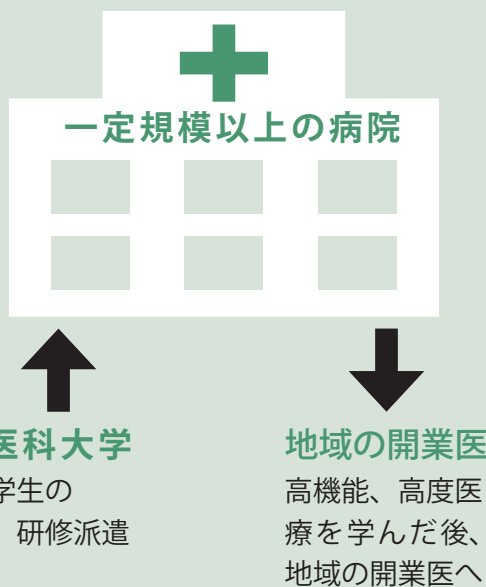 一定規模以上の病院
医科大学
学生の
研修派遣
地域の開業医
高機能、高度医
療を学んだ後、
地域の開業医へ